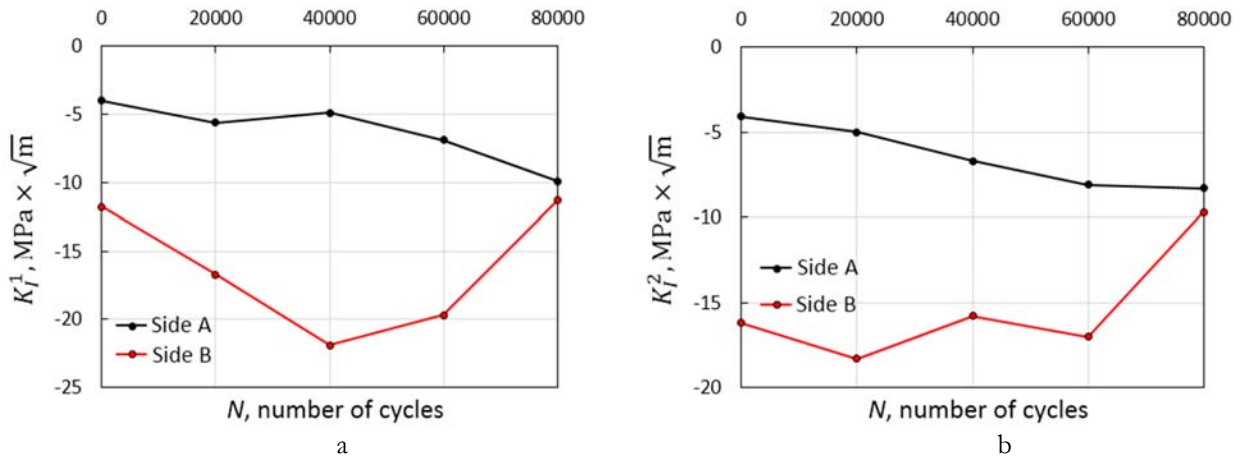 0 20000 40000 60000 80000
0
-5
-10
-15
-20
-25
K_I^1, MPa × √m
Side A
Side B
N, number of cycles
a
0 20000 40000 60000 80000
0
-5
-10
-15
-20
K_I^2, MPa × √m
Side A
Side B
N, number of cycles
b